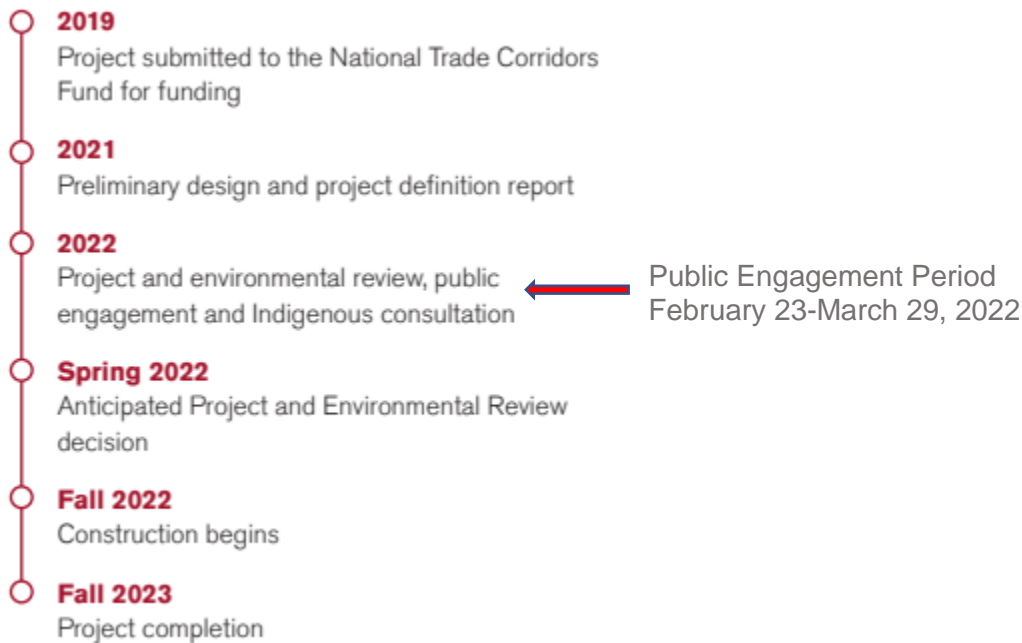 2019
Project submitted to the National Trade Corridors
Fund for funding
2021
Preliminary design and project definition report
2022
Project and environmental review, public
engagement and Indigenous consultation
Public Engagement Period
February 23-March 29, 2022
Spring 2022
Anticipated Project and Environmental Review
decision
Fall 2022
Construction begins
Fall 2023
Project completion